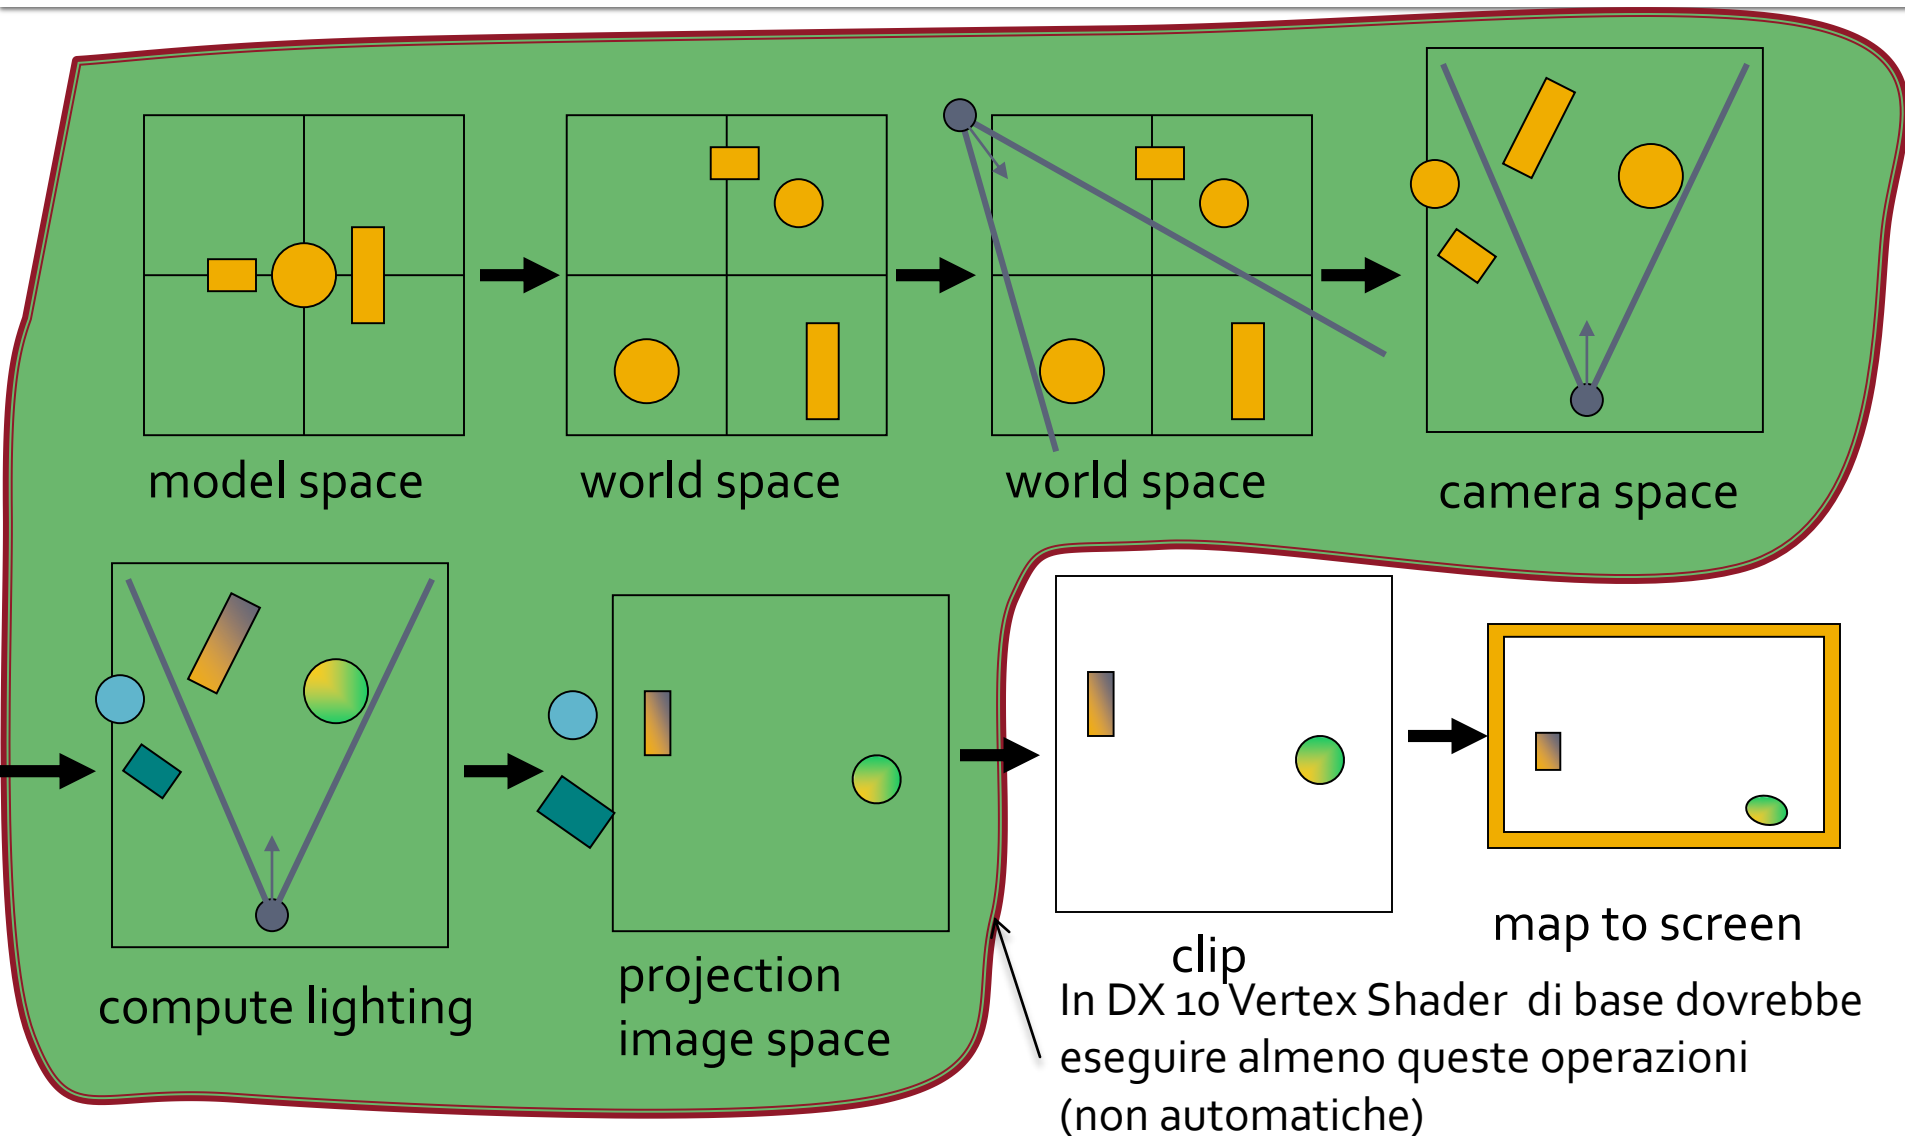 model space
world space
world space
camera space
compute lighting
projection
image space
clip
map to screen
In DX 10 Vertex Shader di base dovrebbe
eseguire almeno queste operazioni
(non automatiche)